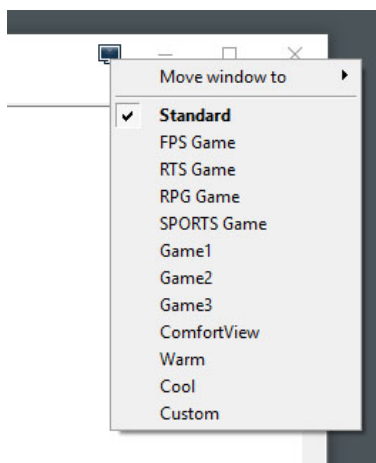 Move window to
Standard
FPS Game
RTS Game
RPG Game
SPORTS Game
Game1
Game2
Game3
ComfortView
Warm
Cool
Custom